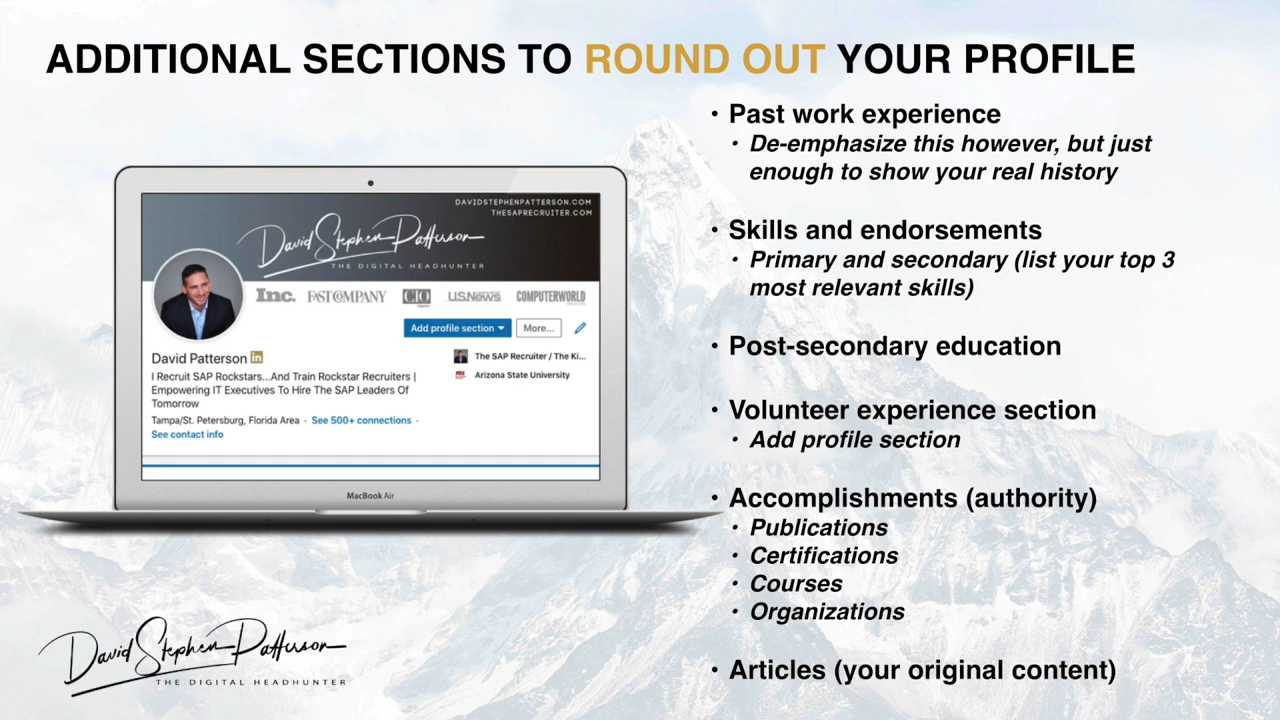 ADDITIONAL SECTIONS TO ROUND OUT YOUR PROFILE
DAVIDSTEPHENPATTERSON.COM
THESAPRECRUITER.COM
David Stephen Patterson
THE DIGITAL HEADHUNTER
Inc. FAST COMPANY CIO U.S.News COMPUTERWORLD
Add profile section More...
David Patterson in
I Recruit SAP Rockstars...And Train Rockstar Recruiters |
Empowering IT Executives To Hire The SAP Leaders Of
Tomorrow
Tampa/St. Petersburg, Florida Area · See 500+ connections ·
See contact info
The SAP Recruiter / The Ki...
Arizona State University
MacBook Air
David Stephen Patterson
THE DIGITAL HEADHUNTER
• Past work experience
• De-emphasize this however, but just
enough to show your real history
• Skills and endorsements
• Primary and secondary (list your top 3
most relevant skills)
• Post-secondary education
• Volunteer experience section
• Add profile section
• Accomplishments (authority)
• Publications
• Certifications
• Courses
• Organizations
• Articles (your original content)